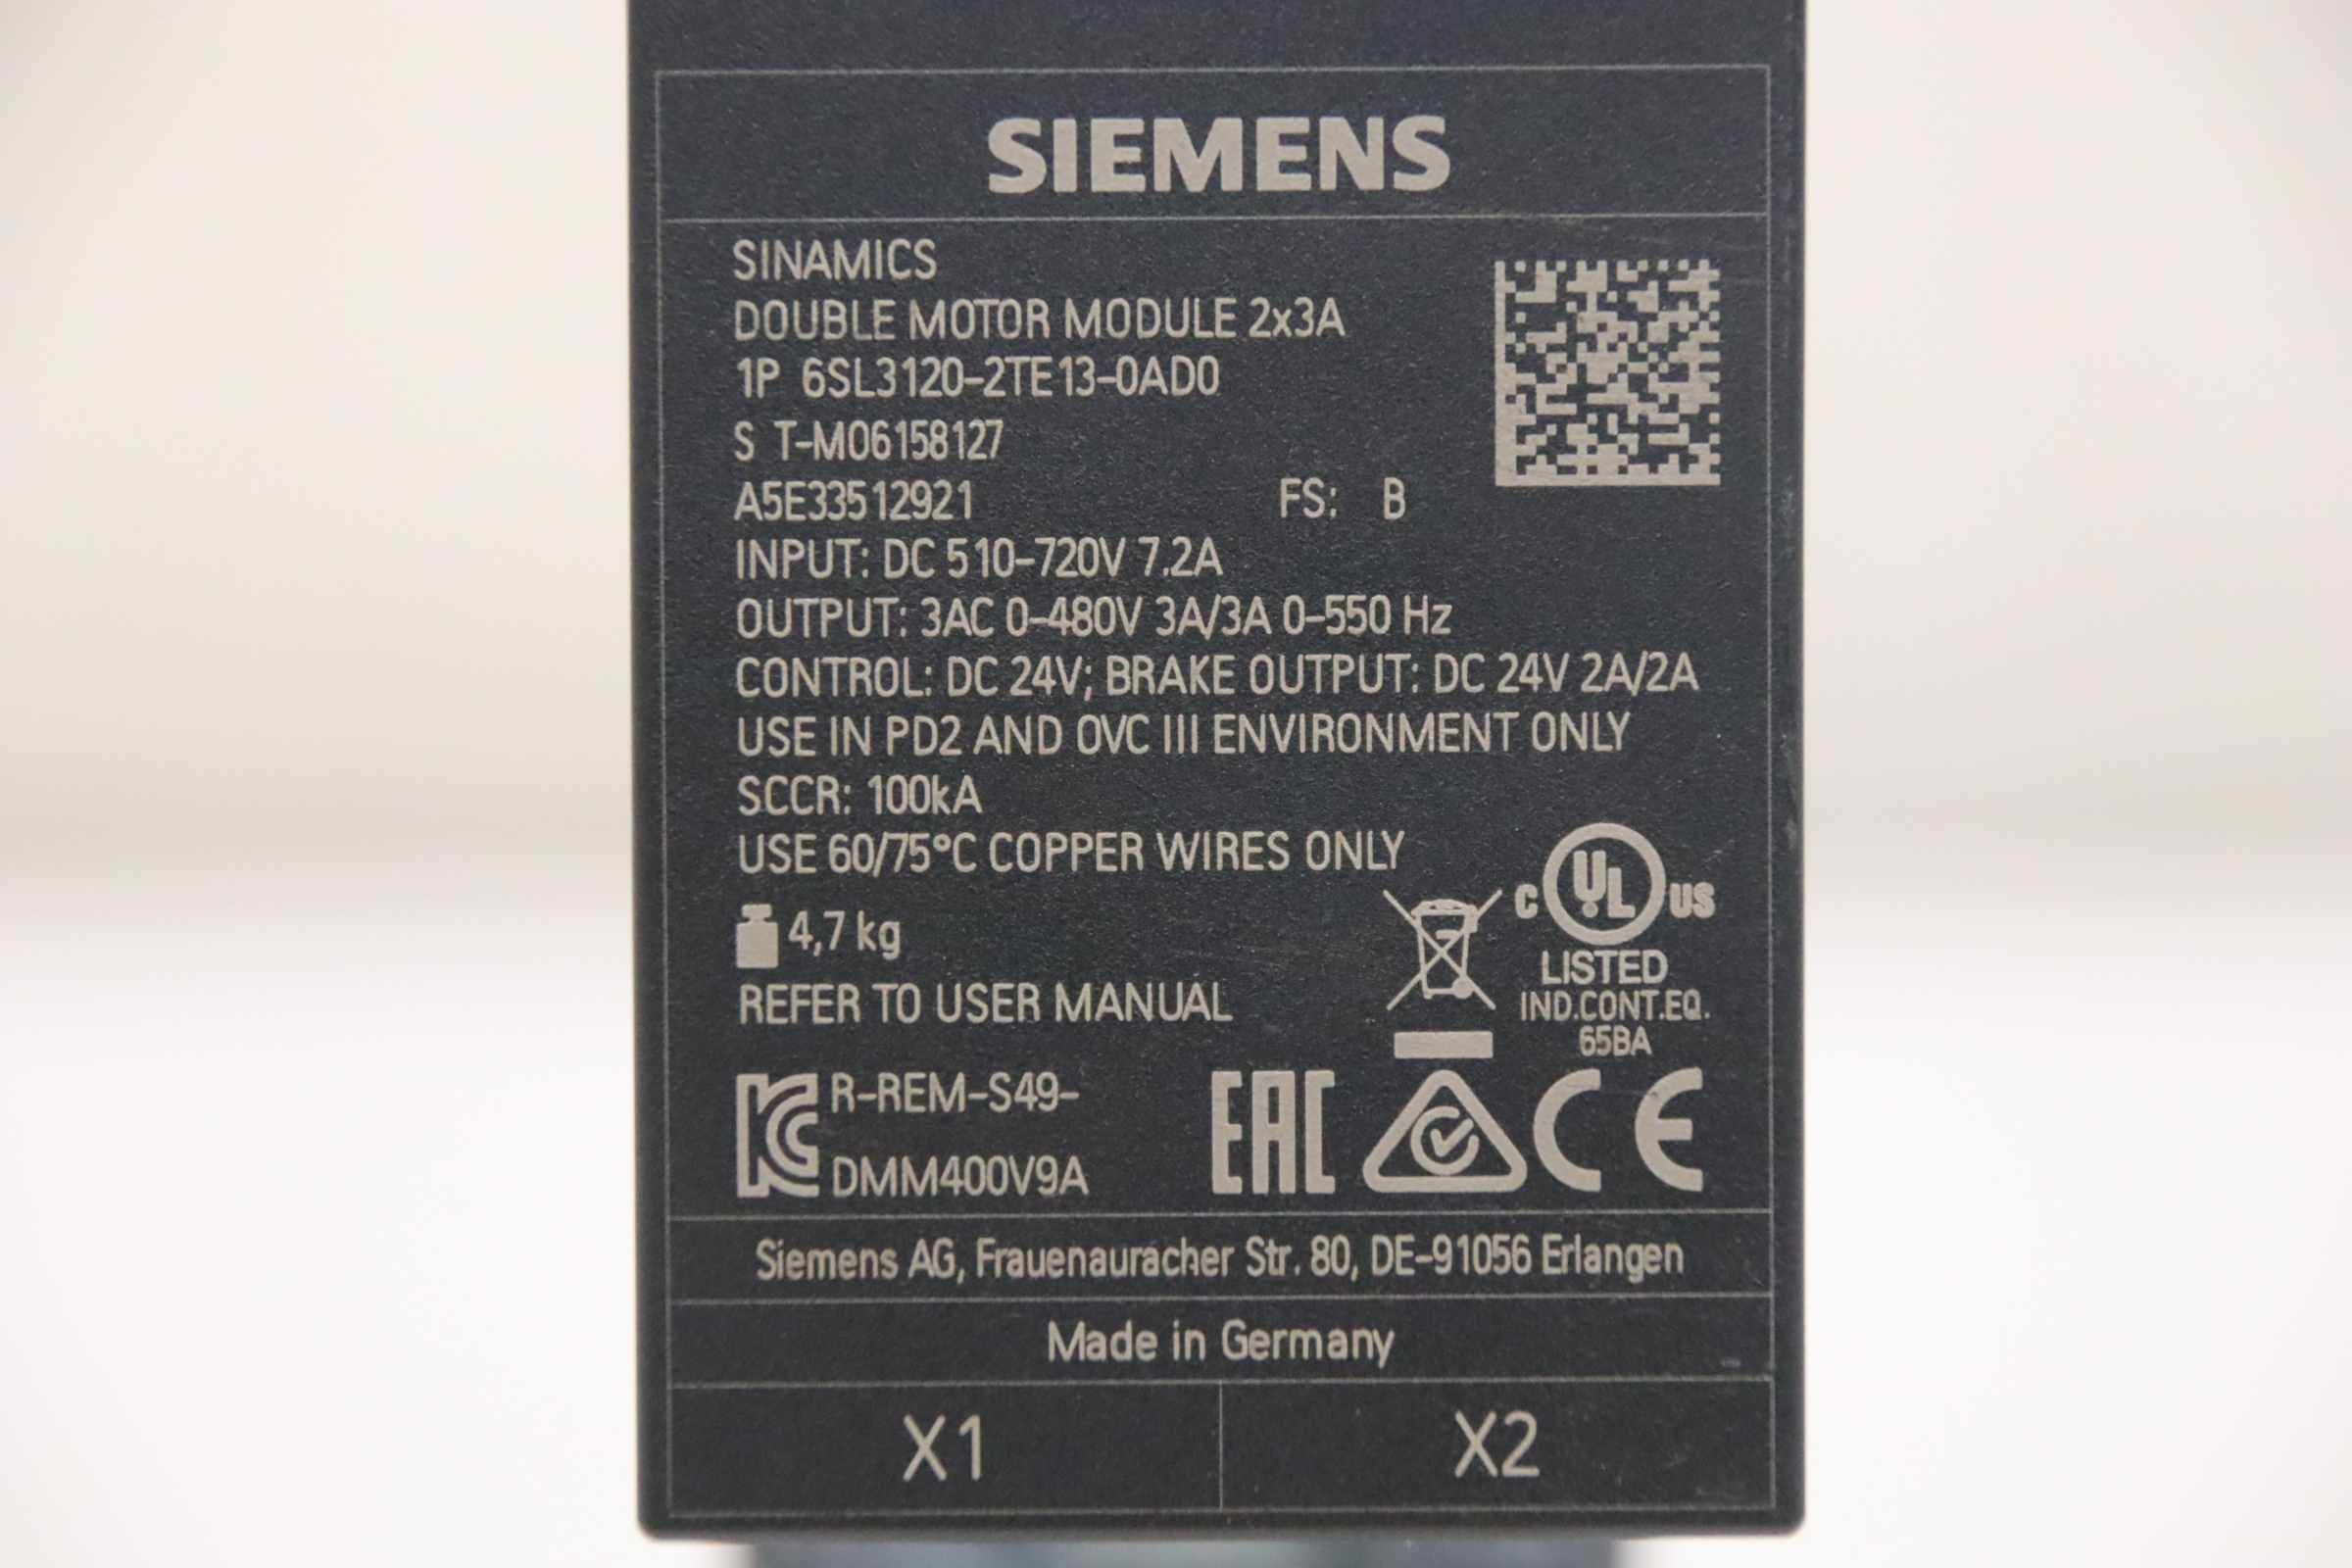 SIEMENS
SINAMICS
DOUBLE MOTOR MODULE 2x3A
1P 6SL3120-2TE13-0AD0
S T-M06158127
A5E33512921 FS: B
INPUT: DC 510-720V 7.2A
OUTPUT: 3AC 0-480V 3A/3A 0-550 Hz
CONTROL: DC 24V; BRAKE OUTPUT: DC 24V 2A/2A
USE IN PD2 AND OVC III ENVIRONMENT ONLY
SCCR: 100kA
USE 60/75°C COPPER WIRES ONLY
4,7 kg
REFER TO USER MANUAL
C UL US
LISTED
IND.CONT.EQ.
65BA
R-REM-S49-
DMM400V9A
EAC
CE
Siemens AG, Frauenauracher Str. 80, DE-91056 Erlangen
Made in Germany
X1 X2